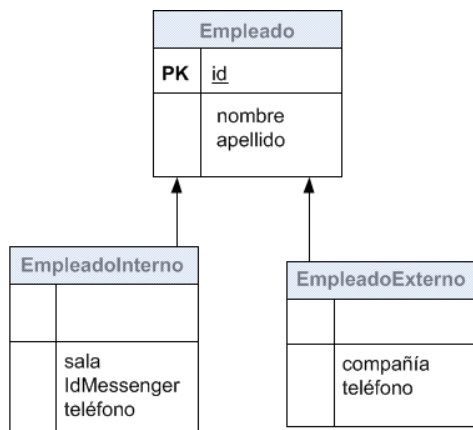 Empleado
PK id
nombre
apellido
EmpleadoInterno
sala
IdMessenger
teléfono
EmpleadoExterno
compañía
teléfono